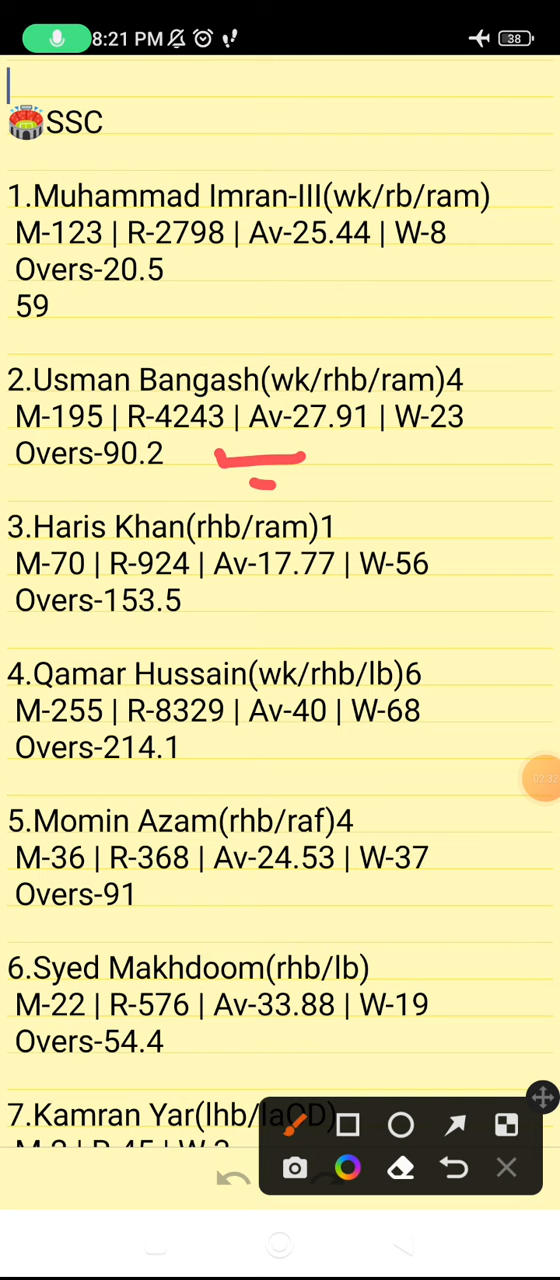 8:21 PM
38
SSC
1.Muhammad Imran-III(wk/rb/ram)
M-123 | R-2798 | Av-25.44 | W-8
Overs-20.5
59
2.Usman Bangash(wk/rhb/ram)4
M-195 | R-4243 | Av-27.91 | W-23
Overs-90.2
3.Haris Khan(rhb/ram)1
M-70 | R-924 | Av-17.77 | W-56
Overs-153.5
4.Qamar Hussain(wk/rhb/lb)6
M-255 | R-8329 | Av-40 | W-68
Overs-214.1
02:32
5.Momin Azam(rhb/raf)4
M-36 | R-368 | Av-24.53 | W-37
Overs-91
6.Syed Makhdoom(rhb/lb)
M-22 | R-576 | Av-33.88 | W-19
Overs-54.4
7.Kamran Yar(lhb/laOD)